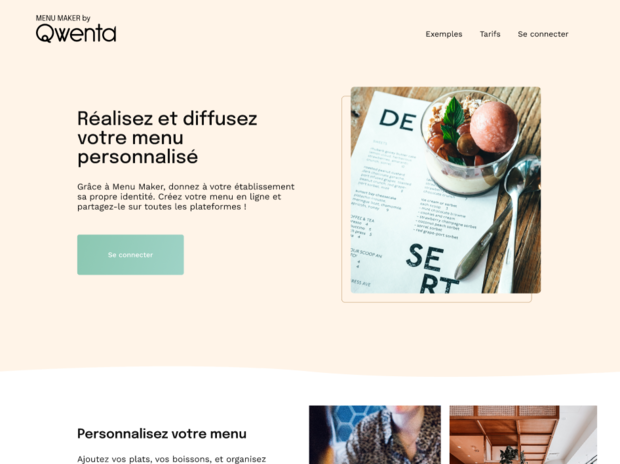 MENU MAKER by
Qwenta
Exemples Tarifs Se connecter
Réalisez et diffusez
votre menu
personnalisé
Grâce à Menu Maker, donnez à votre établissement
sa propre identité. Créez votre menu en ligne et
partagez-le sur toutes les plateformes !
Se connecter
DE
SE
RT
Personnalisez votre menu
Ajoutez vos plats, vos boissons, et organisez